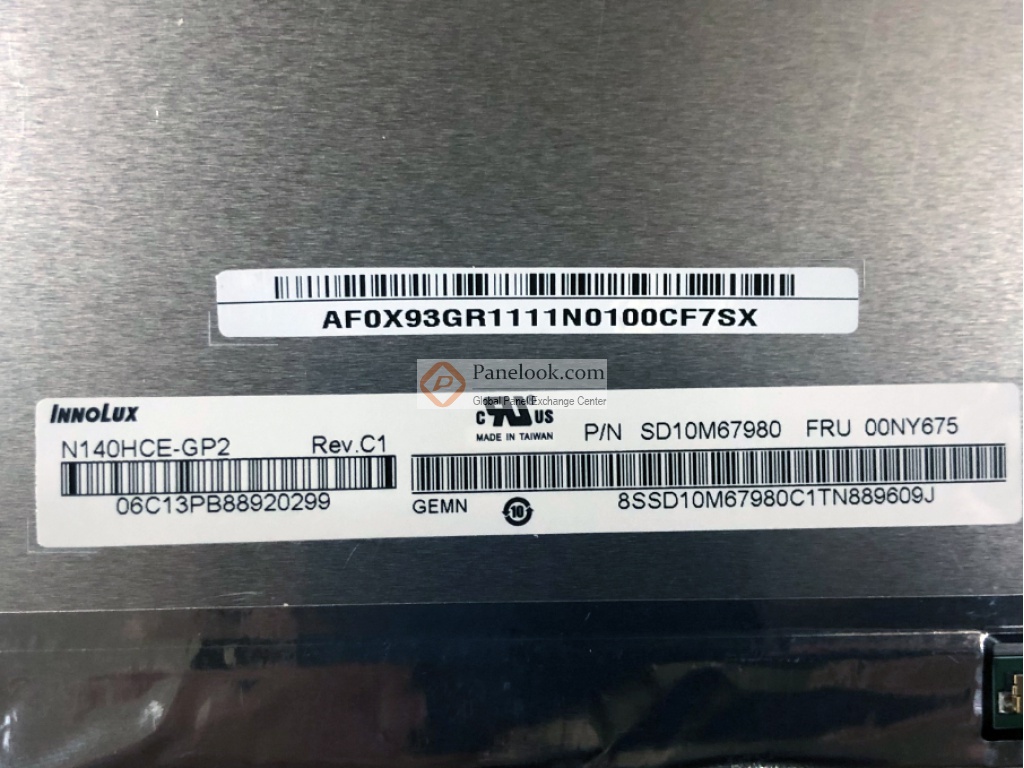 AF0X93GR1111N0100CF7SX
Panelook.com
Global Panel Exchange Center
INNOLUX
N140HCE-GP2 Rev.C1
06C13PB88920299
C US
MADE IN TAIWAN
P/N SD10M67980 FRU 00NY675
GEMN 10 8SSD10M67980C1TN889609J